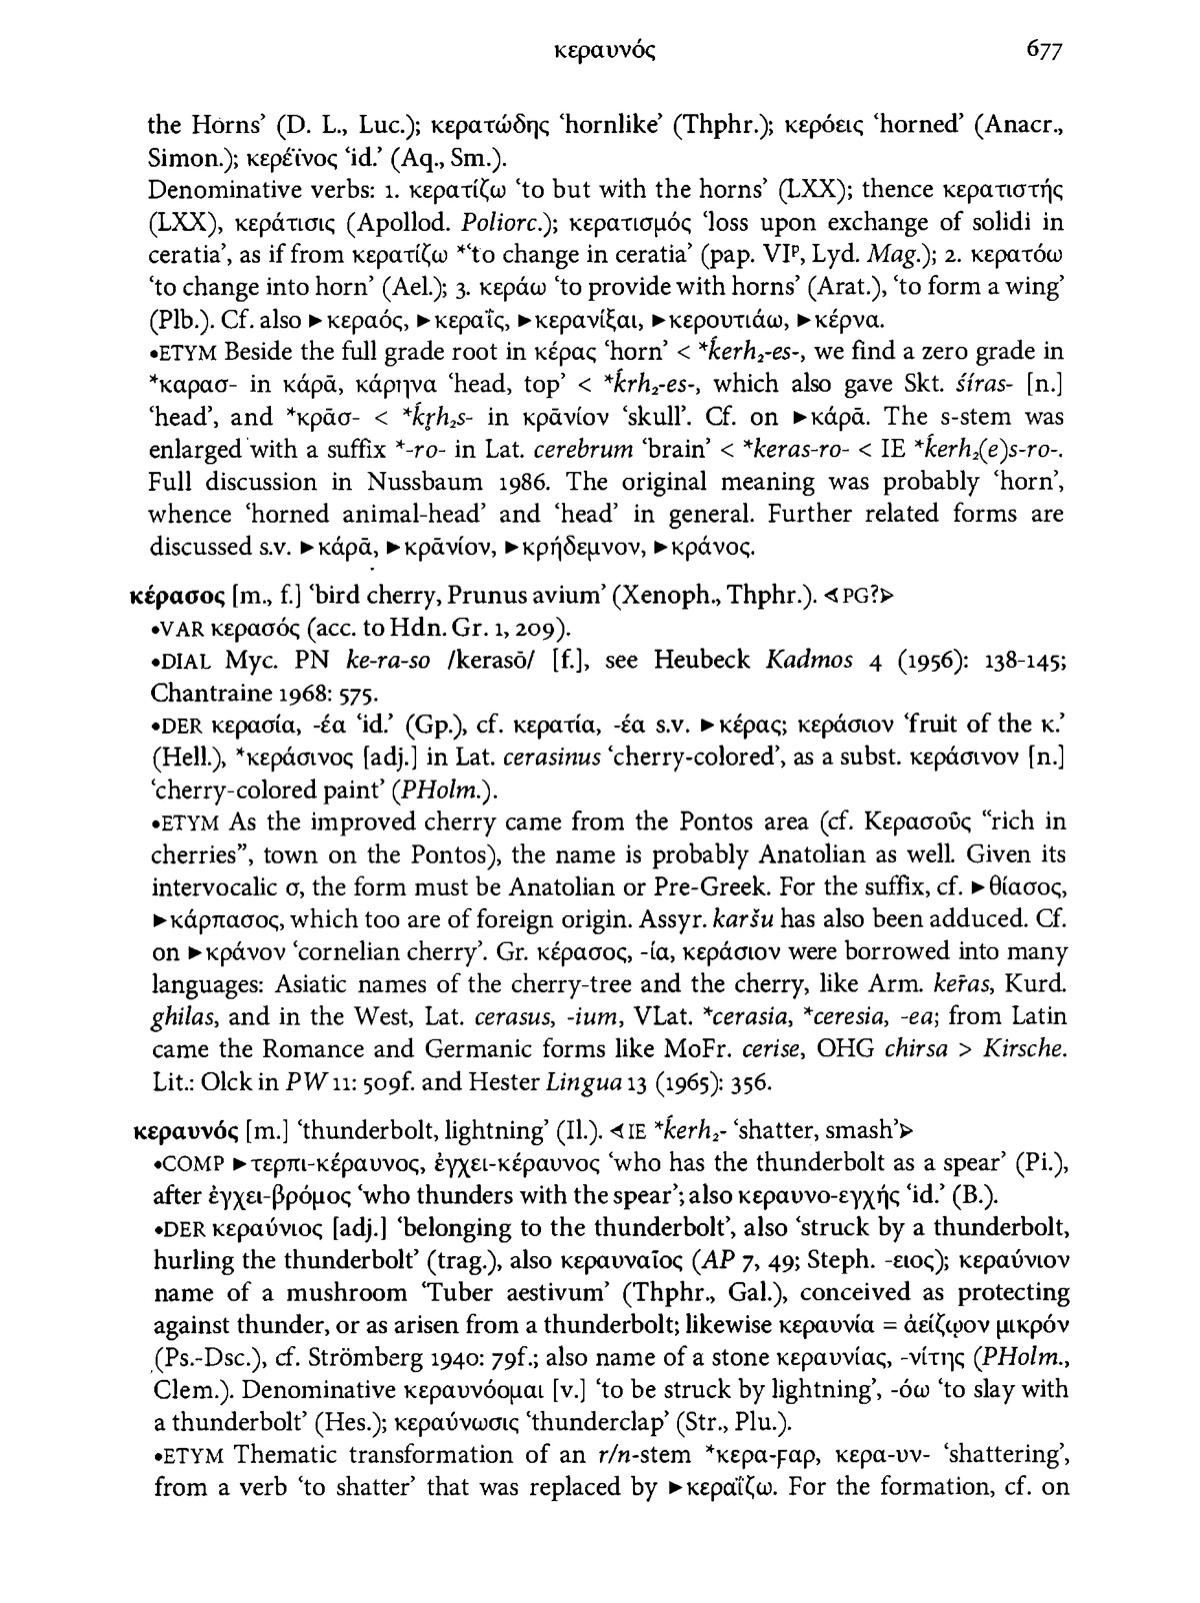 κεραυνός 677
the Horns’ (D. L., Luc.); κερατώδης ‘hornlike’ (Thphr.); κερόεις ‘horned’ (Anacr.,
Simon.); κερέϊνος ‘id.’ (Aq., Sm.).
Denominative verbs: 1. κερατίζω ‘to but with the horns’ (LXX); thence κερατιστής
(LXX), κεράτισις (Apollod. Poliorc.); κερατισμός ‘loss upon exchange of solidi in
ceratia’, as if from κερατίζω *‘to change in ceratia’ (pap. VIᵖ, Lyd. Mag.); 2. κερατόω
‘to change into horn’ (Ael.); 3. κεράω ‘to provide with horns’ (Arat.), ‘to form a wing’
(Plb.). Cf. also ►κεραός, ►κεραΐς, ►κερανίξαι, ►κερουτιάω, ►κέρνα.
•ETYM Beside the full grade root in κέρας ‘horn’ < *ḱerh₂-es-, we find a zero grade in
*καρασ- in κάρᾱ, κάρηνα ‘head, top’ < *ḱrh₂-es-, which also gave Skt. śíras- [n.]
‘head’, and *κρᾱσ- < *ḱr̥h₂s- in κρᾱνίον ‘skull’. Cf. on ►κάρᾱ. The s-stem was
enlarged with a suffix *-ro- in Lat. cerebrum ‘brain’ < *keras-ro- < IE *ḱerh₂(e)s-ro-.
Full discussion in Nussbaum 1986. The original meaning was probably ‘horn’,
whence ‘horned animal-head’ and ‘head’ in general. Further related forms are
discussed s.v. ►κάρᾱ, ►κρᾱνίον, ►κρήδεμνον, ►κράνος.
κέρασος [m., f.] ‘bird cherry, Prunus avium’ (Xenoph., Thphr.). ⊲PG?⊳
•VAR κερασός (acc. to Hdn. Gr. 1, 209).
•DIAL Myc. PN ke-ra-so /kerasō/ [f.], see Heubeck Kadmos 4 (1956): 138-145;
Chantraine 1968: 575.
•DER κερασία, -έα ‘id.’ (Gp.), cf. κερατία, -έα s.v. ►κέρας; κεράσιον ‘fruit of the κ.’
(Hell.), *κεράσινος [adj.] in Lat. cerasinus ‘cherry-colored’, as a subst. κεράσινον [n.]
‘cherry-colored paint’ (PHolm.).
•ETYM As the improved cherry came from the Pontos area (cf. Κερασοῦς “rich in
cherries”, town on the Pontos), the name is probably Anatolian as well. Given its
intervocalic σ, the form must be Anatolian or Pre-Greek. For the suffix, cf. ►θίασος,
►κάρπασος, which too are of foreign origin. Assyr. karšu has also been adduced. Cf.
on ►κράνον ‘cornelian cherry’. Gr. κέρασος, -ία, κεράσιον were borrowed into many
languages: Asiatic names of the cherry-tree and the cherry, like Arm. keṙas, Kurd.
ghilas, and in the West, Lat. cerasus, -ium, VLat. *cerasia, *ceresia, -ea; from Latin
came the Romance and Germanic forms like MoFr. cerise, OHG chirsa > Kirsche.
Lit.: Olck in PW 11: 509f. and Hester Lingua 13 (1965): 356.
κεραυνός [m.] ‘thunderbolt, lightning’ (Il.). ⊲IE *ḱerh₂- ‘shatter, smash’⊳
•COMP ►τερπι-κέραυνος, ἐγχει-κέραυνος ‘who has the thunderbolt as a spear’ (Pi.),
after ἐγχει-βρόμος ‘who thunders with the spear’; also κεραυνο-εγχής ‘id.’ (B.).
•DER κεραύνιος [adj.] ‘belonging to the thunderbolt’, also ‘struck by a thunderbolt,
hurling the thunderbolt’ (trag.), also κεραυναῖος (AP 7, 49; Steph. -ειος); κεραύνιον
name of a mushroom ‘Tuber aestivum’ (Thphr., Gal.), conceived as protecting
against thunder, or as arisen from a thunderbolt; likewise κεραυνία = ἀείζῳον μικρόν
(Ps.-Dsc.), cf. Strömberg 1940: 79f.; also name of a stone κεραυνίας, -νίτης (PHolm.,
Clem.). Denominative κεραυνόομαι [v.] ‘to be struck by lightning’, -όω ‘to slay with
a thunderbolt’ (Hes.); κεραύνωσις ‘thunderclap’ (Str., Plu.).
•ETYM Thematic transformation of an r/n-stem *κερα-ϝαρ, κερα-υν- ‘shattering’,
from a verb ‘to shatter’ that was replaced by ►κεραΐζω. For the formation, cf. on